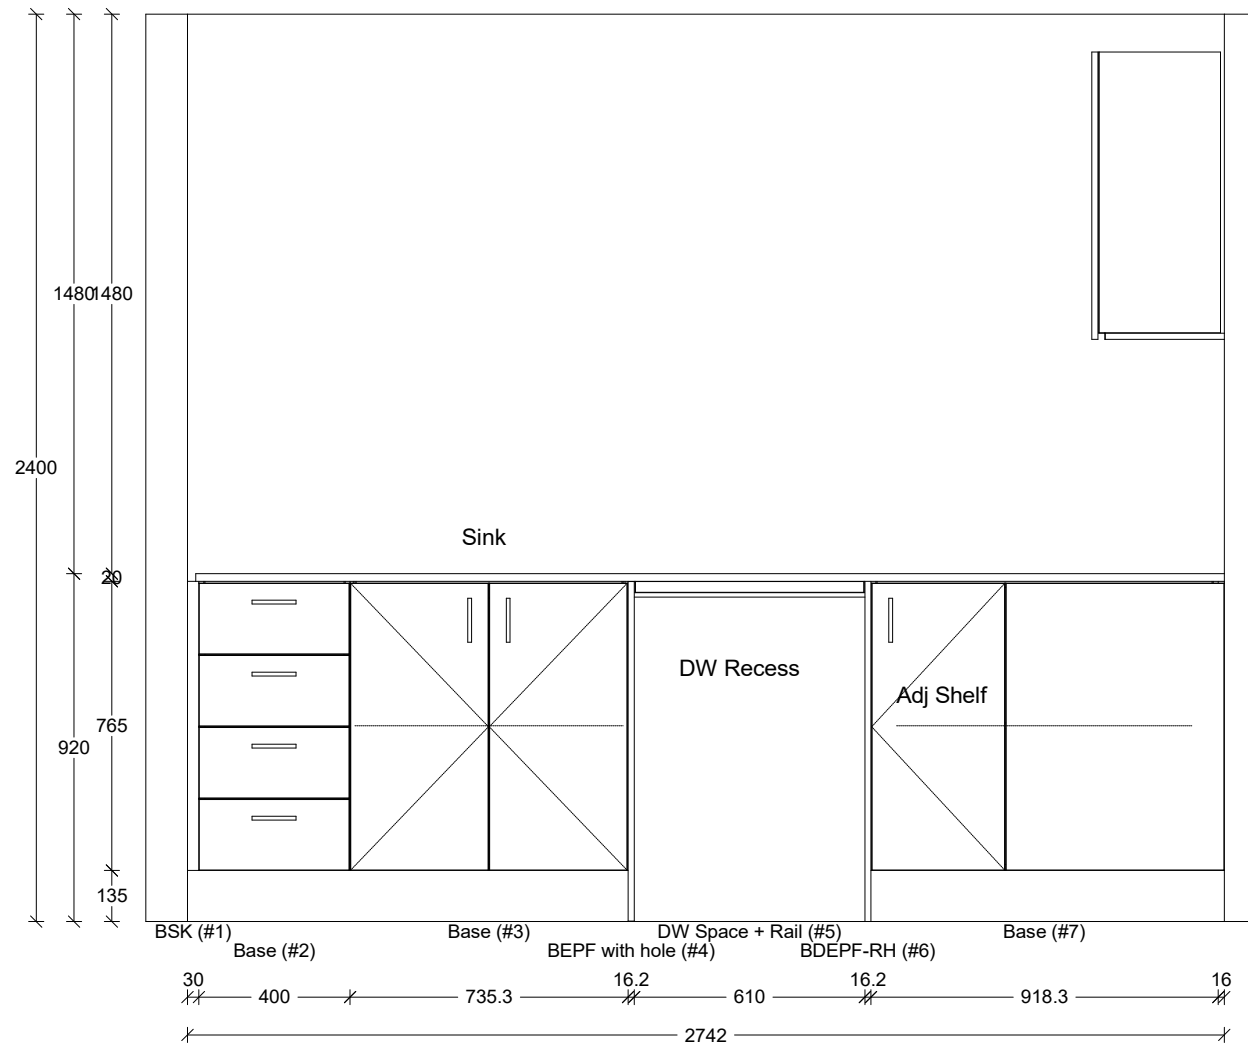 1480
1480
2400
Sink
20
DW Recess
Adj Shelf
765
920
135
BSK (#1)
Base (#3)
DW Space + Rail (#5)
Base (#7)
Base (#2)
BEPF with hole (#4)
BDEPF-RH (#6)
30
16.2
16.2
16
400
735.3
610
918.3
2742